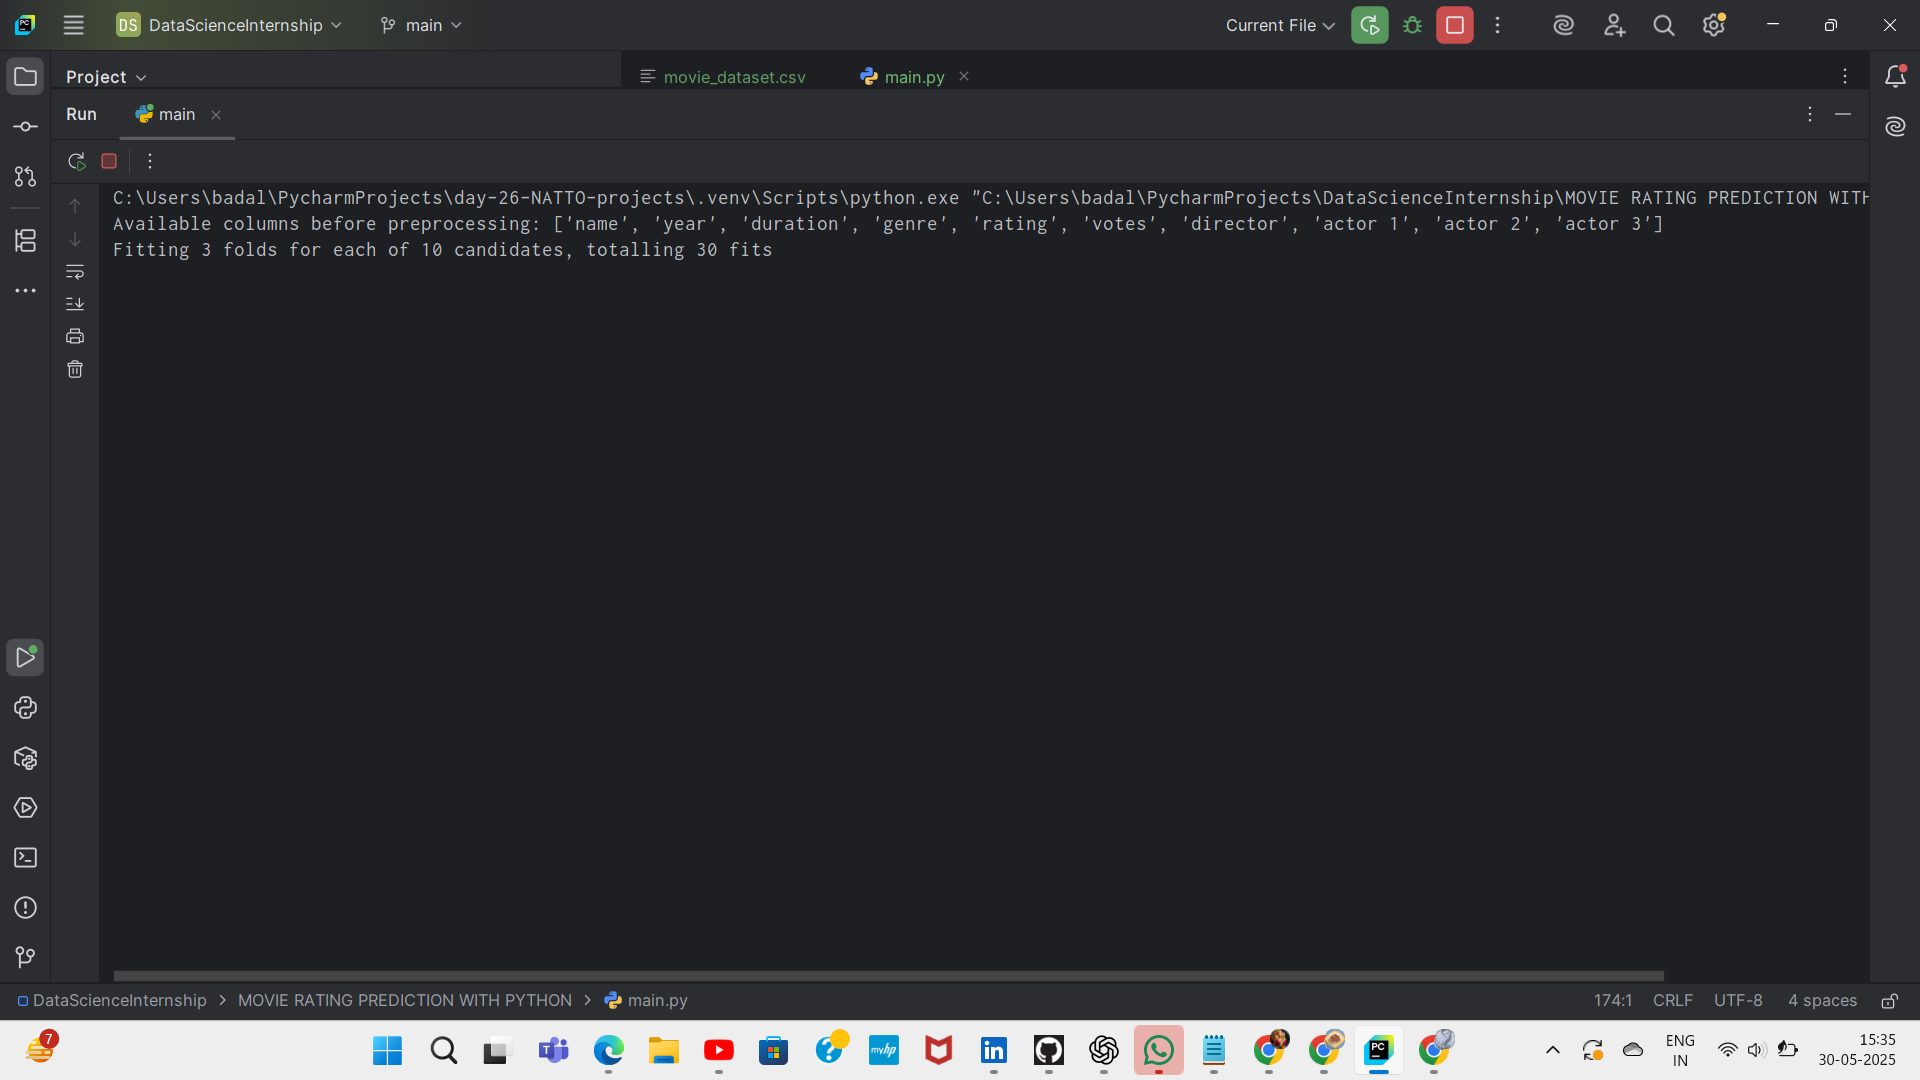 DS DataScienceInternship main Current File
Project movie_dataset.csv main.py
Run main
C:\Users\badal\PycharmProjects\day-26-NATTO-projects\.venv\Scripts\python.exe "C:\Users\badal\PycharmProjects\DataScienceInternship\MOVIE RATING PREDICTION WITH
Available columns before preprocessing: ['name', 'year', 'duration', 'genre', 'rating', 'votes', 'director', 'actor 1', 'actor 2', 'actor 3']
Fitting 3 folds for each of 10 candidates, totalling 30 fits
DataScienceInternship > MOVIE RATING PREDICTION WITH PYTHON > main.py 174:1 CRLF UTF-8 4 spaces
7 T ? myhp in PC ENG 15:35
IN 30-05-2025